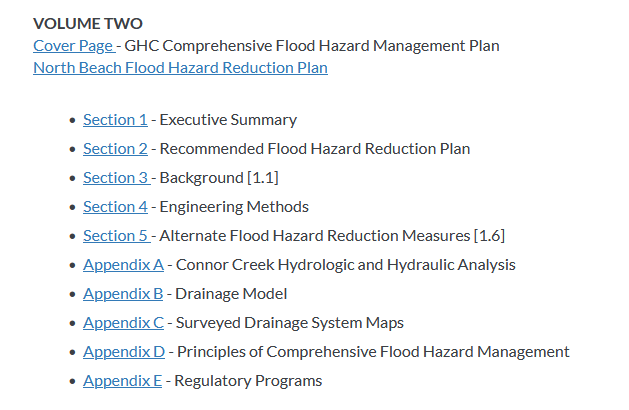 VOLUME TWO
Cover Page - GHC Comprehensive Flood Hazard Management Plan
North Beach Flood Hazard Reduction Plan
• Section 1 - Executive Summary
• Section 2 - Recommended Flood Hazard Reduction Plan
• Section 3 - Background [1.1]
• Section 4 - Engineering Methods
• Section 5 - Alternate Flood Hazard Reduction Measures [1.6]
• Appendix A - Connor Creek Hydrologic and Hydraulic Analysis
• Appendix B - Drainage Model
• Appendix C - Surveyed Drainage System Maps
• Appendix D - Principles of Comprehensive Flood Hazard Management
• Appendix E - Regulatory Programs